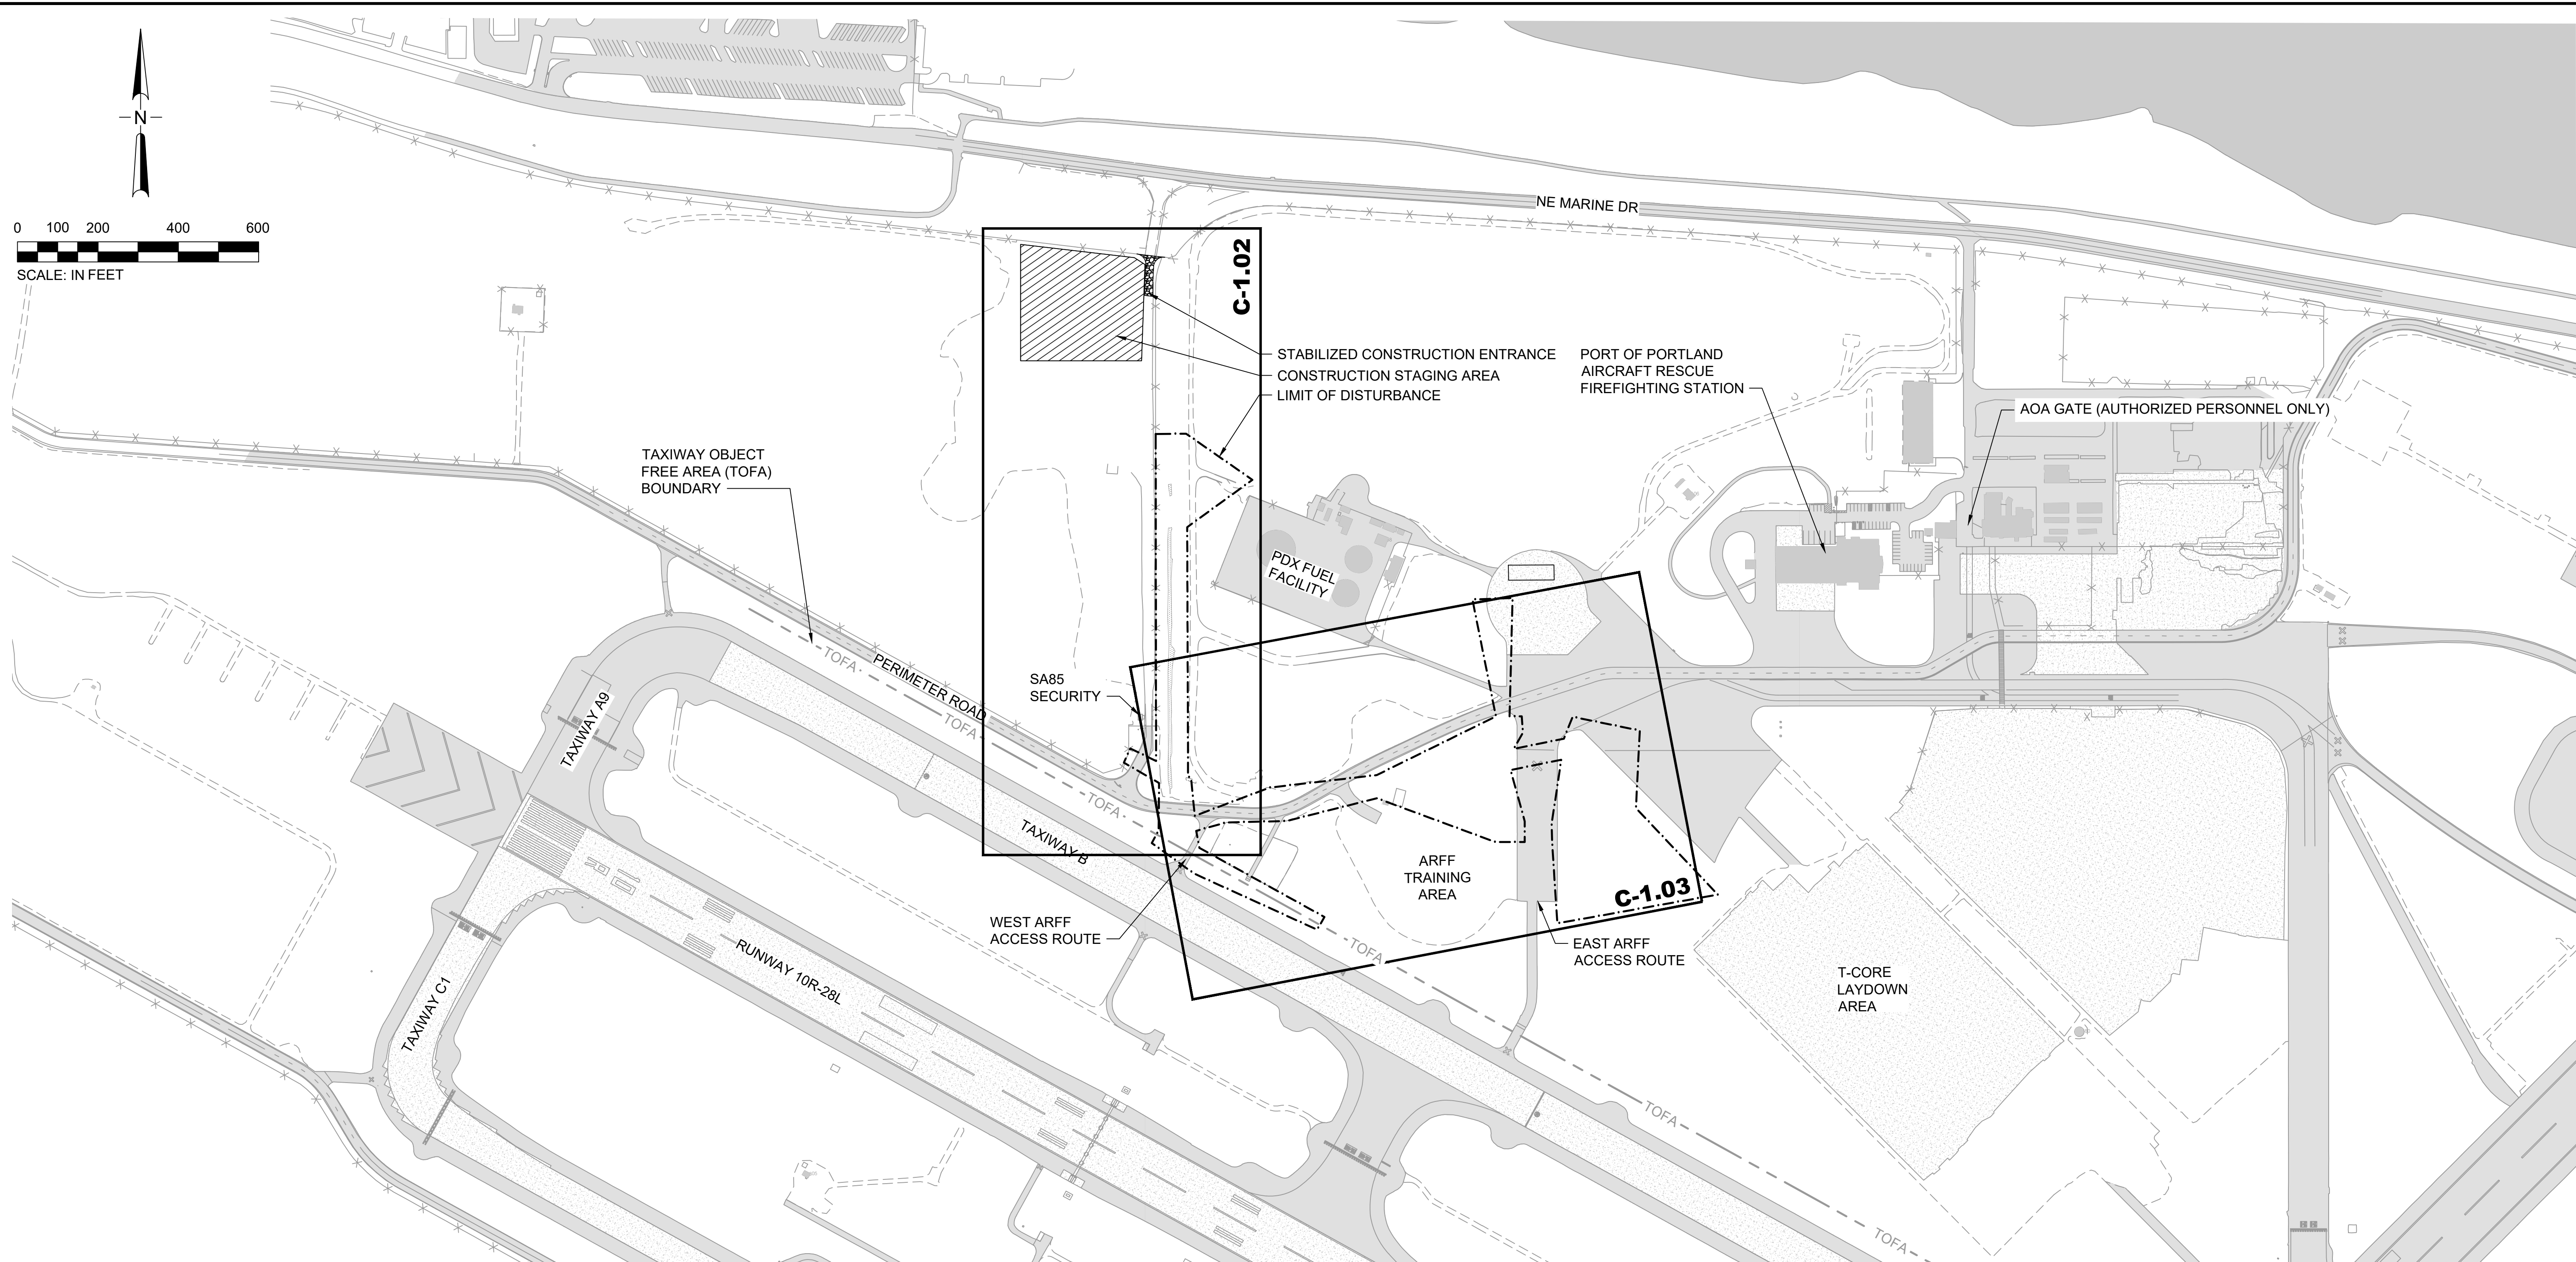 N
0 100 200 400 600
SCALE: IN FEET
NE MARINE DR
C-1.02
STABILIZED CONSTRUCTION ENTRANCE
CONSTRUCTION STAGING AREA
LIMIT OF DISTURBANCE
PORT OF PORTLAND
AIRCRAFT RESCUE
FIREFIGHTING STATION
AOA GATE (AUTHORIZED PERSONNEL ONLY)
TAXIWAY OBJECT
FREE AREA (TOFA)
BOUNDARY
PDX FUEL
FACILITY
TOFA
PERIMETER ROAD
TOFA
TOFA
SA85
SECURITY
TAXIWAY A9
TAXIWAY B
ARFF
TRAINING
AREA
C-1.03
WEST ARFF
ACCESS ROUTE
EAST ARFF
ACCESS ROUTE
TOFA
RUNWAY 10R-28L
TAXIWAY C1
T-CORE
LAYDOWN
AREA
TOFA
TOFA